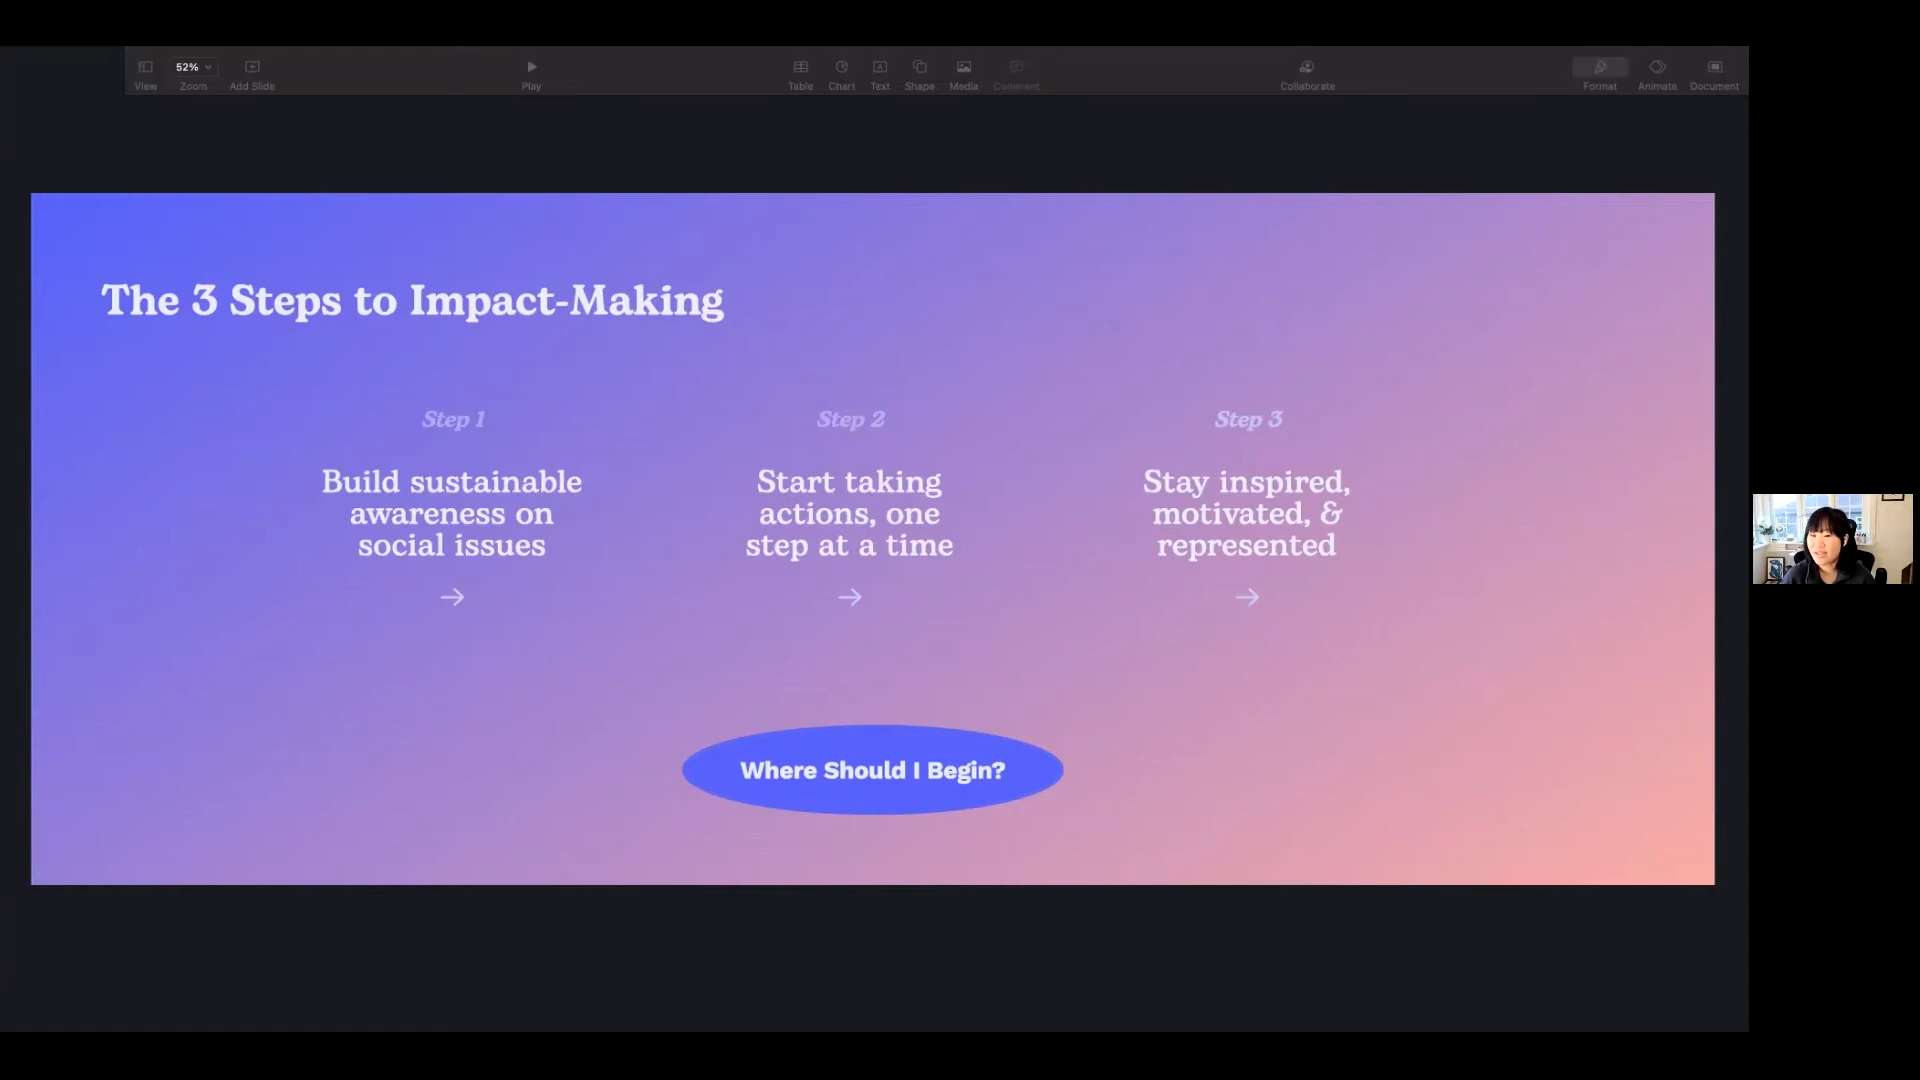 52%
View
Zoom
Add Slide
Play
Table
Chart
Text
Shape
Media
Comment
Collaborate
Format
Animate
Document
The 3 Steps to Impact-Making
Step 1
Build sustainable
awareness on
social issues
→
Step 2
Start taking
actions, one
step at a time
→
Step 3
Stay inspired,
motivated, &
represented
→
Where Should I Begin?